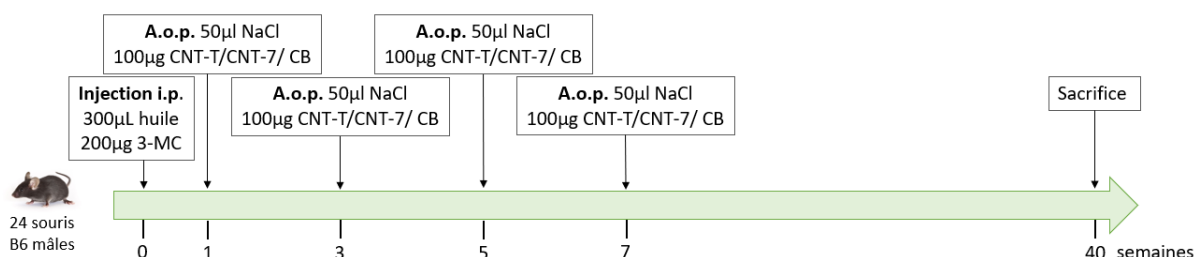 A.o.p. 50µl NaCl
100µg CNT-T/CNT-7/ CB
A.o.p. 50µl NaCl
100µg CNT-T/CNT-7/ CB
Injection i.p.
300µL huile
200µg 3-MC
A.o.p. 50µl NaCl
100µg CNT-T/CNT-7/ CB
A.o.p. 50µl NaCl
100µg CNT-T/CNT-7/ CB
Sacrifice
24 souris
B6 mâles
0 1 3 5 7 40 semaines